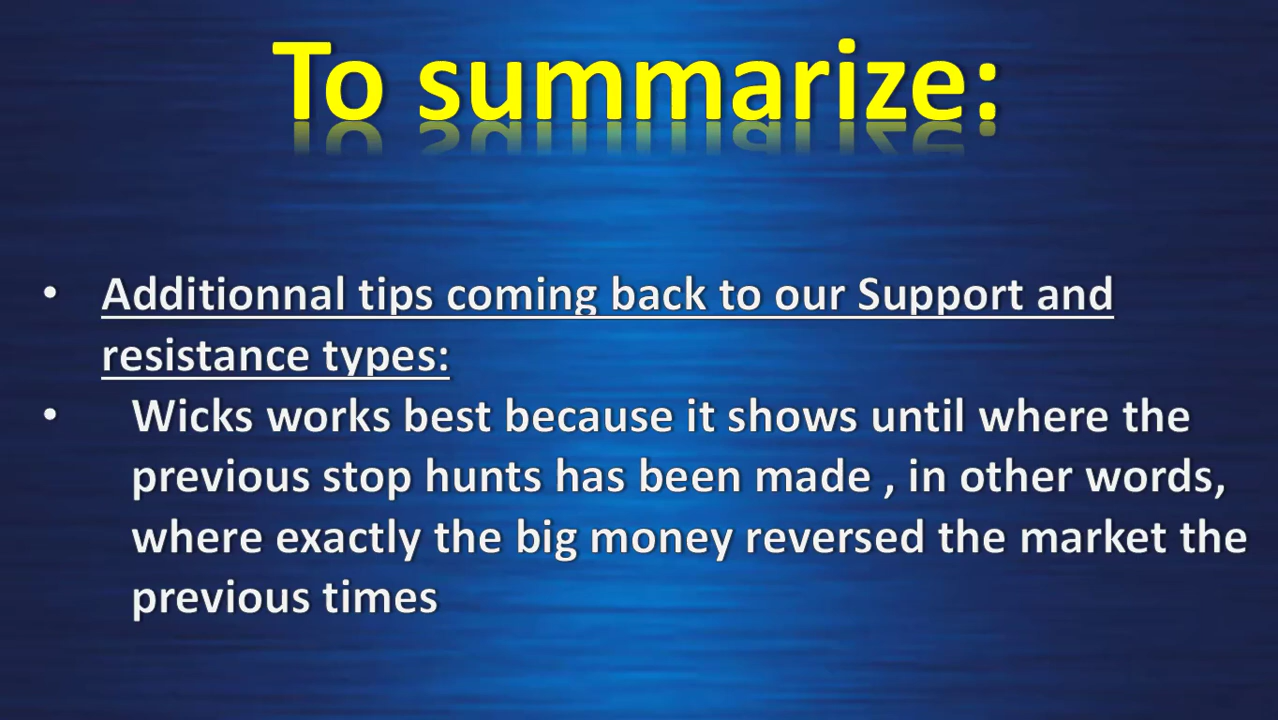 To summarize:
• Additionnal tips coming back to our Support and
resistance types:
• Wicks works best because it shows until where the
previous stop hunts has been made , in other words,
where exactly the big money reversed the market the
previous times